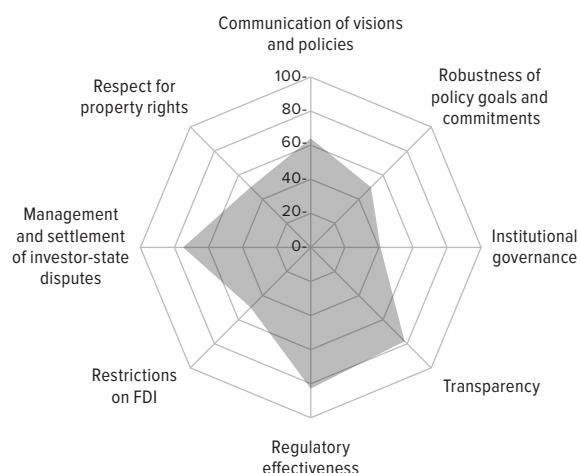 Communication of visions
and policies
Robustness of
policy goals and
commitments
Institutional
governance
Transparency
Regulatory
effectiveness
Restrictions
on FDI
Management
and settlement
of investor-state
disputes
Respect for
property rights
100-
80-
60-
40-
20-
0-